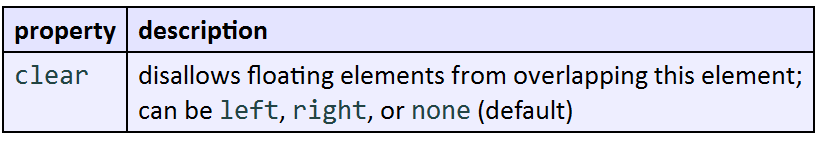 property description
clear disallows floating elements from overlapping this element;
can be left, right, or none (default)